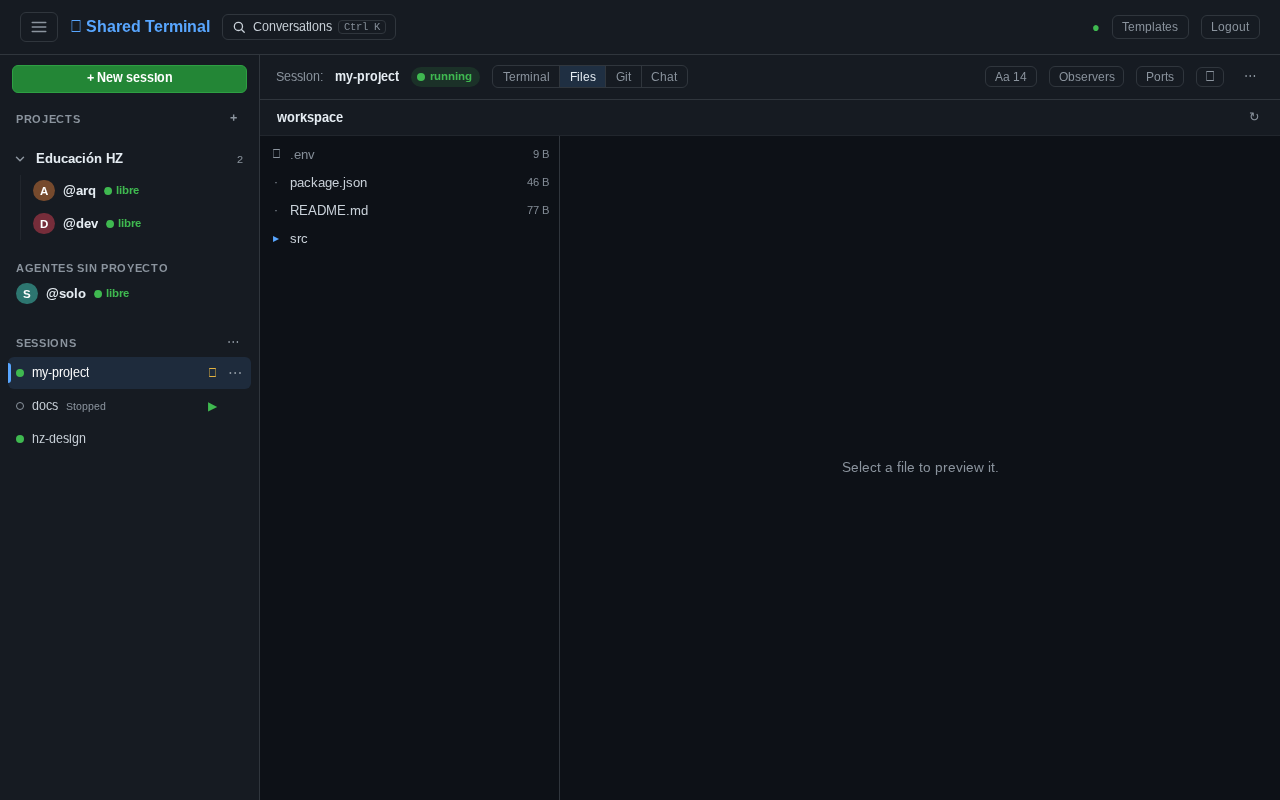 Shared Terminal
Conversations Ctrl K
Templates
Logout
+ New session
PROJECTS +
Educación HZ 2
A @arq libre
D @dev libre
AGENTES SIN PROYECTO
S @solo libre
SESSIONS ···
my-project ···
docs Stopped
hz-design
Session: my-project running
Terminal Files Git Chat
Aa 14 Observers Ports ···
workspace
.env 9 B
package.json 46 B
README.md 77 B
src
Select a file to preview it.